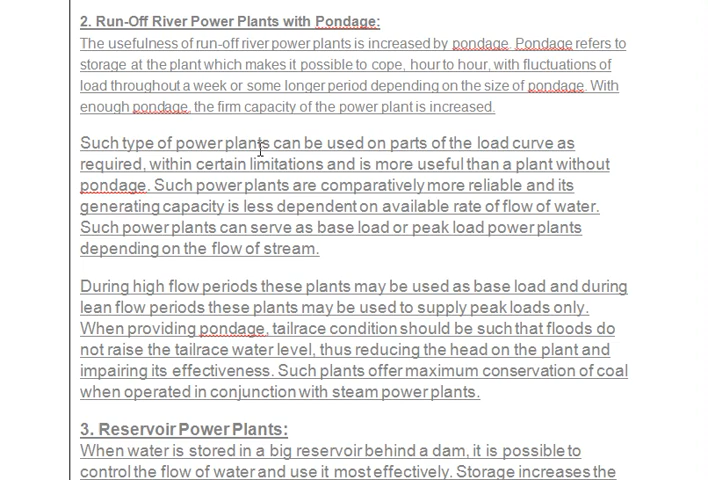 2. Run-Off River Power Plants with Pondage:
The usefulness of run-off river power plants is increased by pondage. Pondage refers to
storage at the plant which makes it possible to cope, hour to hour, with fluctuations of
load throughout a week or some longer period depending on the size of pondage. With
enough pondage, the firm capacity of the power plant is increased.
Such type of power plants can be used on parts of the load curve as
required, within certain limitations and is more useful than a plant without
pondage. Such power plants are comparatively more reliable and its
generating capacity is less dependent on available rate of flow of water.
Such power plants can serve as base load or peak load power plants
depending on the flow of stream.
During high flow periods these plants may be used as base load and during
lean flow periods these plants may be used to supply peak loads only.
When providing pondage, tailrace condition should be such that floods do
not raise the tailrace water level, thus reducing the head on the plant and
impairing its effectiveness. Such plants offer maximum conservation of coal
when operated in conjunction with steam power plants.
3. Reservoir Power Plants:
When water is stored in a big reservoir behind a dam, it is possible to
control the flow of water and use it most effectively. Storage increases the